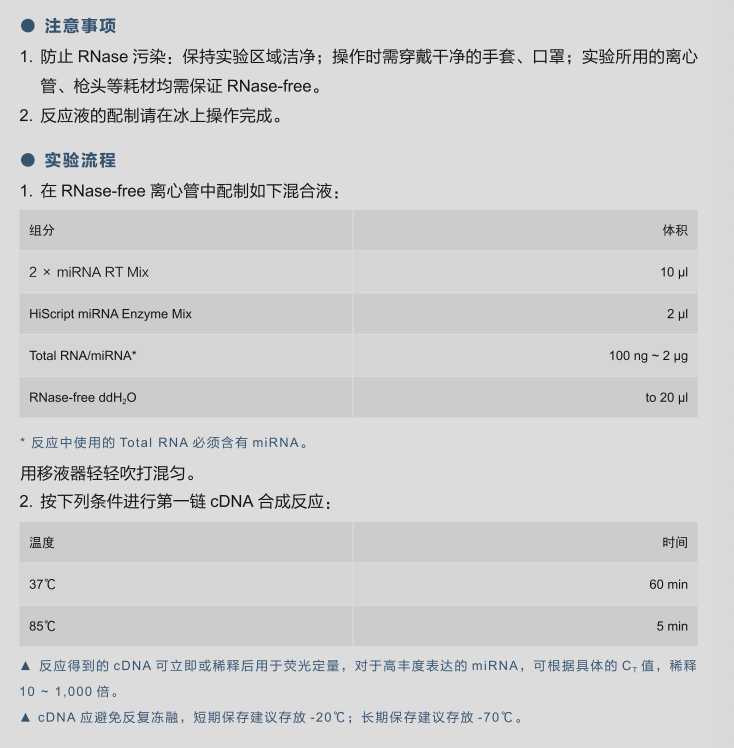 ● 注意事项
1. 防止 RNase 污染：保持实验区域洁净；操作时需穿戴干净的手套、口罩；实验所用的离心
管、枪头等耗材均需保证 RNase-free。
2. 反应液的配制请在冰上操作完成。
● 实验流程
1. 在 RNase-free 离心管中配制如下混合液：
组分 体积
2 × miRNA RT Mix 10 μl
HiScript miRNA Enzyme Mix 2 μl
Total RNA/miRNA* 100 ng ~ 2 μg
RNase-free ddH₂O to 20 μl
* 反应中使用的 Total RNA 必须含有 miRNA。
用移液器轻轻吹打混匀。
2. 按下列条件进行第一链 cDNA 合成反应：
温度 时间
37℃ 60 min
85℃ 5 min
▲ 反应得到的 cDNA 可立即或稀释后用于荧光定量，对于高丰度表达的 miRNA，可根据具体的 Cᴛ 值，稀释
10 ~ 1,000 倍。
▲ cDNA 应避免反复冻融，短期保存建议存放 -20℃；长期保存建议存放 -70℃。